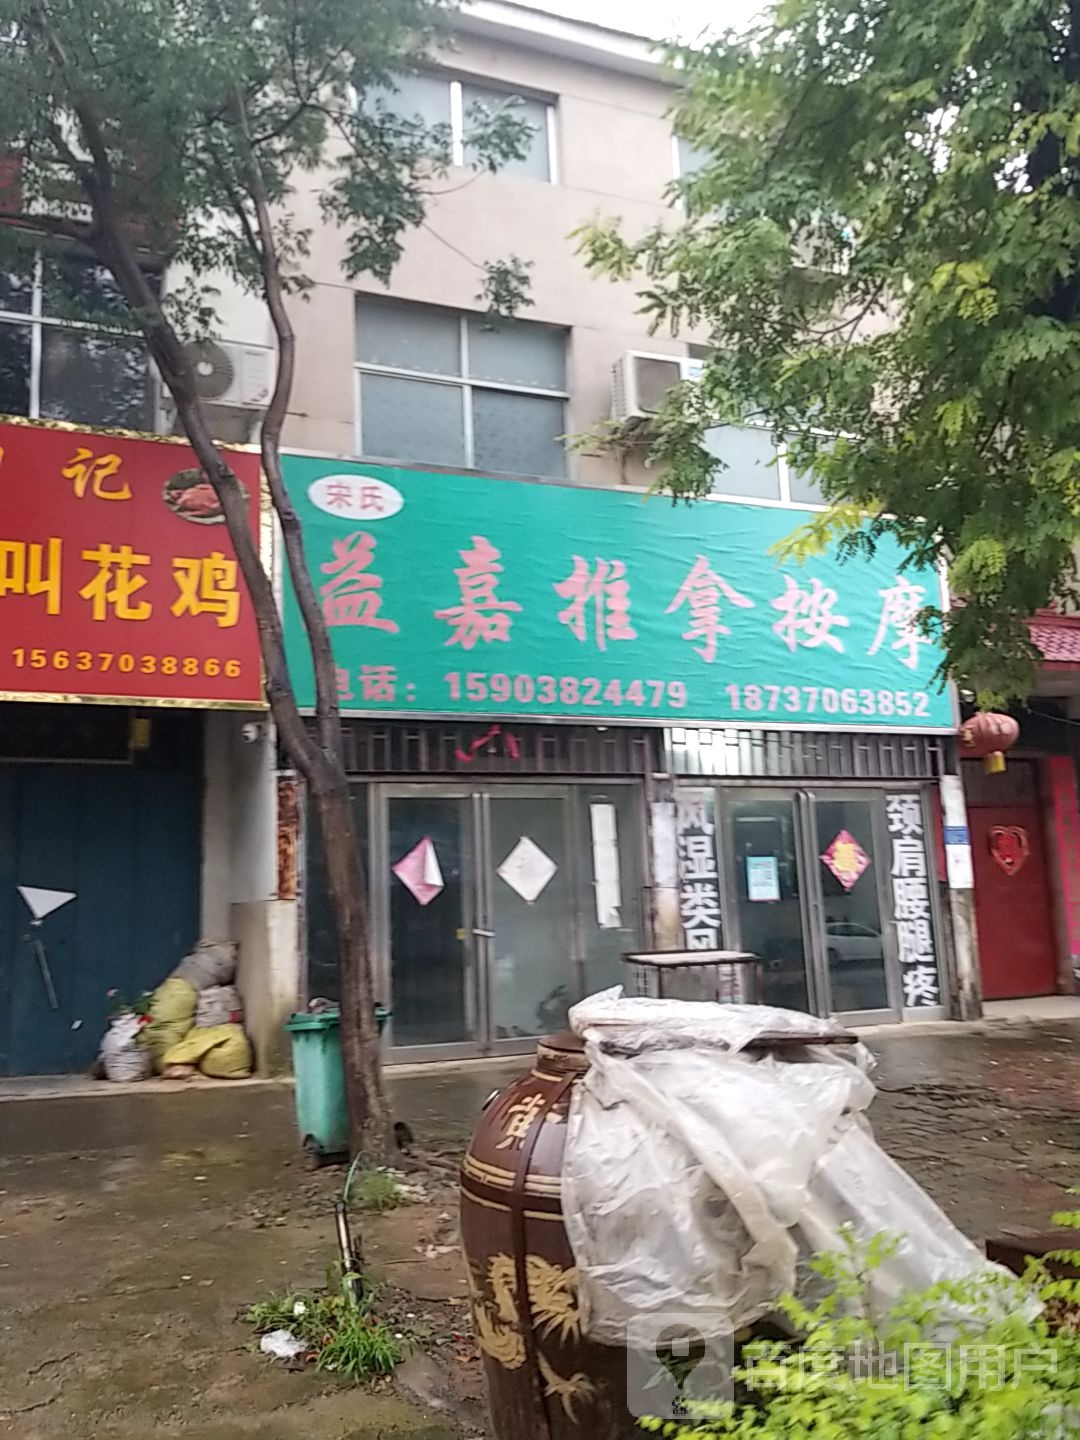 记
叫花鸡
15637038866
宋氏
益嘉推拿按摩
电话：15903824479 18737063852
风湿类风
颈肩腰腿疼
黄
百度地图用户